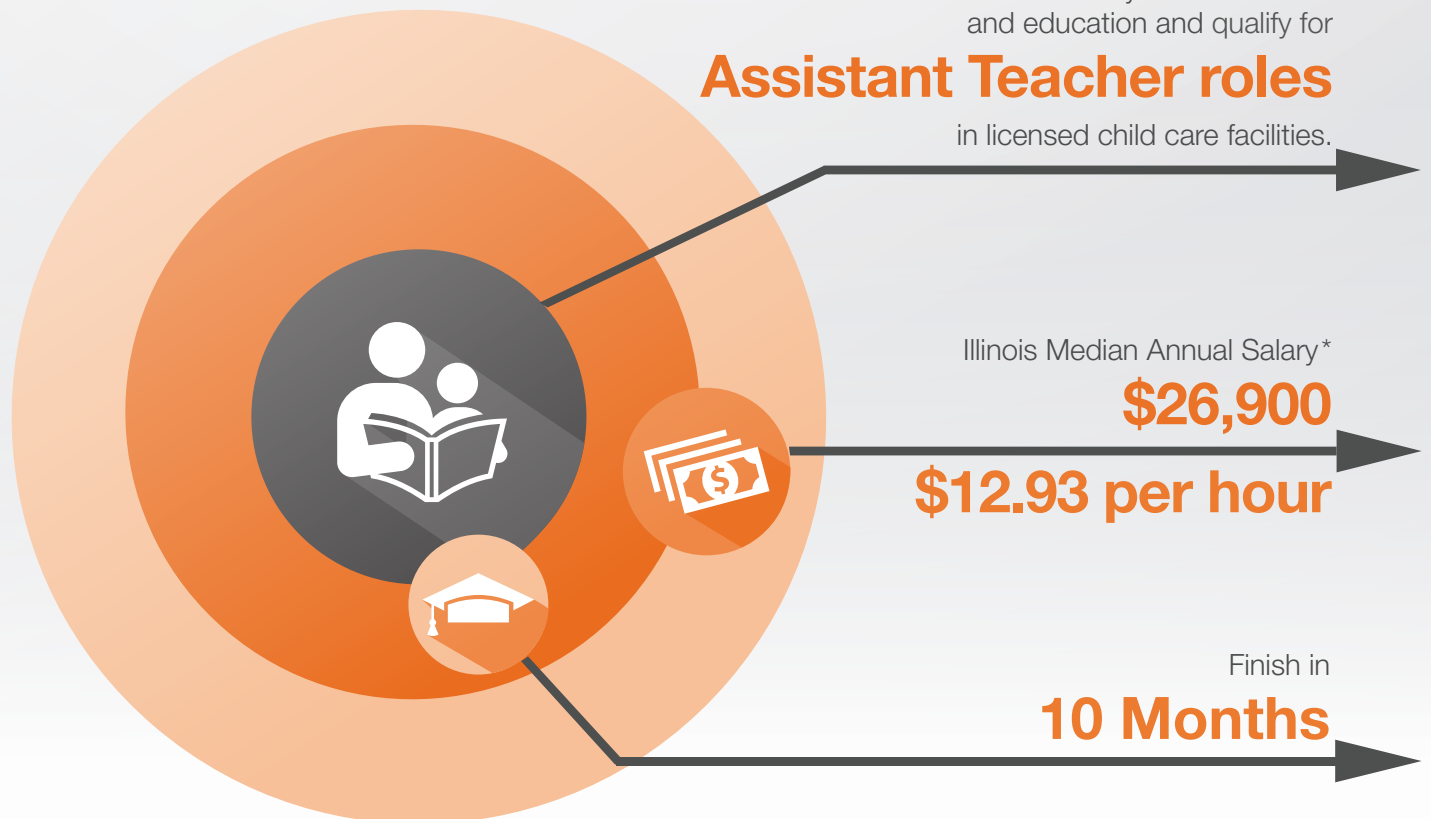 and education and qualify for
Assistant Teacher roles
in licensed child care facilities.
Illinois Median Annual Salary*
$26,900
$12.93 per hour
Finish in
10 Months